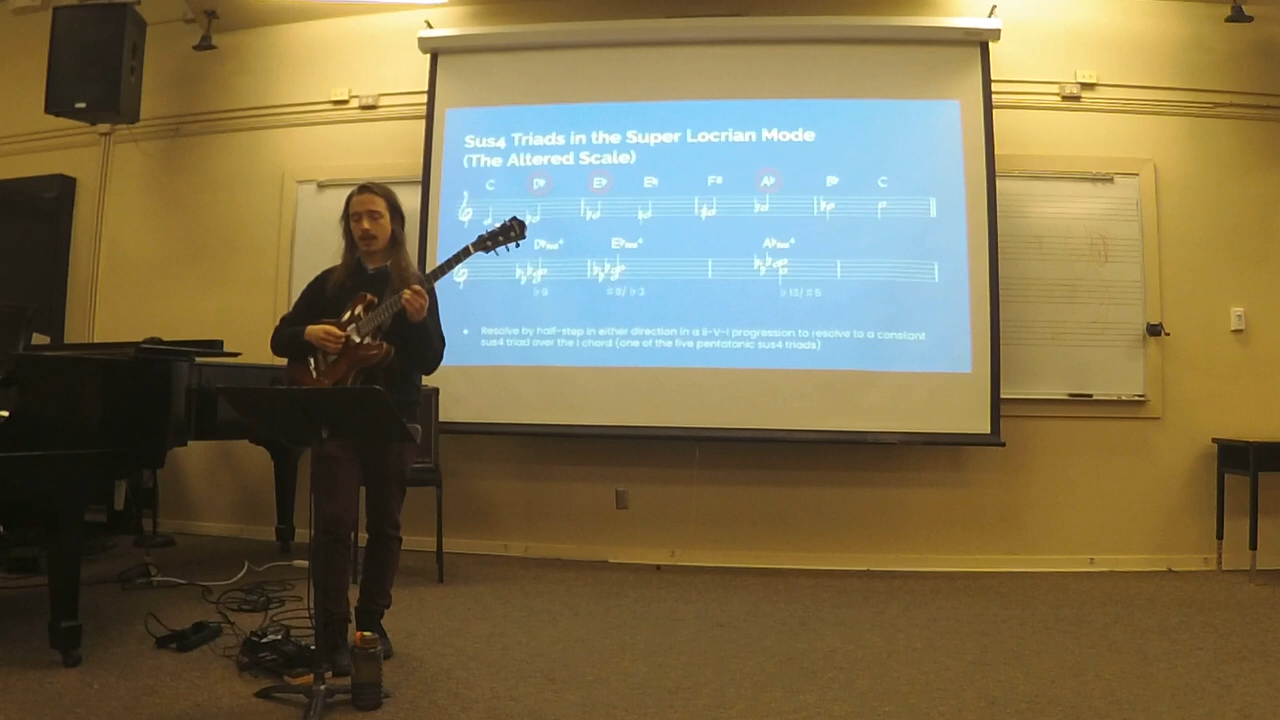 Sus4 Triads in the Super Locrian Mode
(The Altered Scale)
C D♭ E♭ E♮ F# A♭ B♭ C
D♭sus4 E♭sus4 A♭sus4
♭9 #9/ ♭3 ♭13/ #5
Resolve by half-step in either direction in a ii-V-I progression to resolve to a constant
sus4 triad over the I chord (one of the five pentatonic sus4 triads)